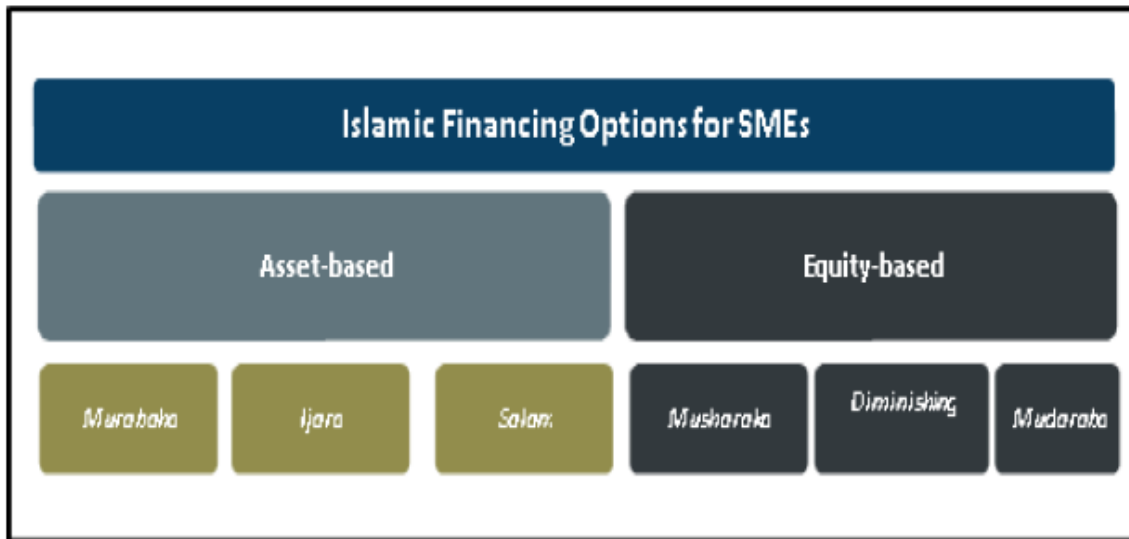 Islamic Financing Options for SMEs
Asset-based
Equity-based
Murabaha
Ijara
Salam
Musharaka
Diminishing
Mudaraba